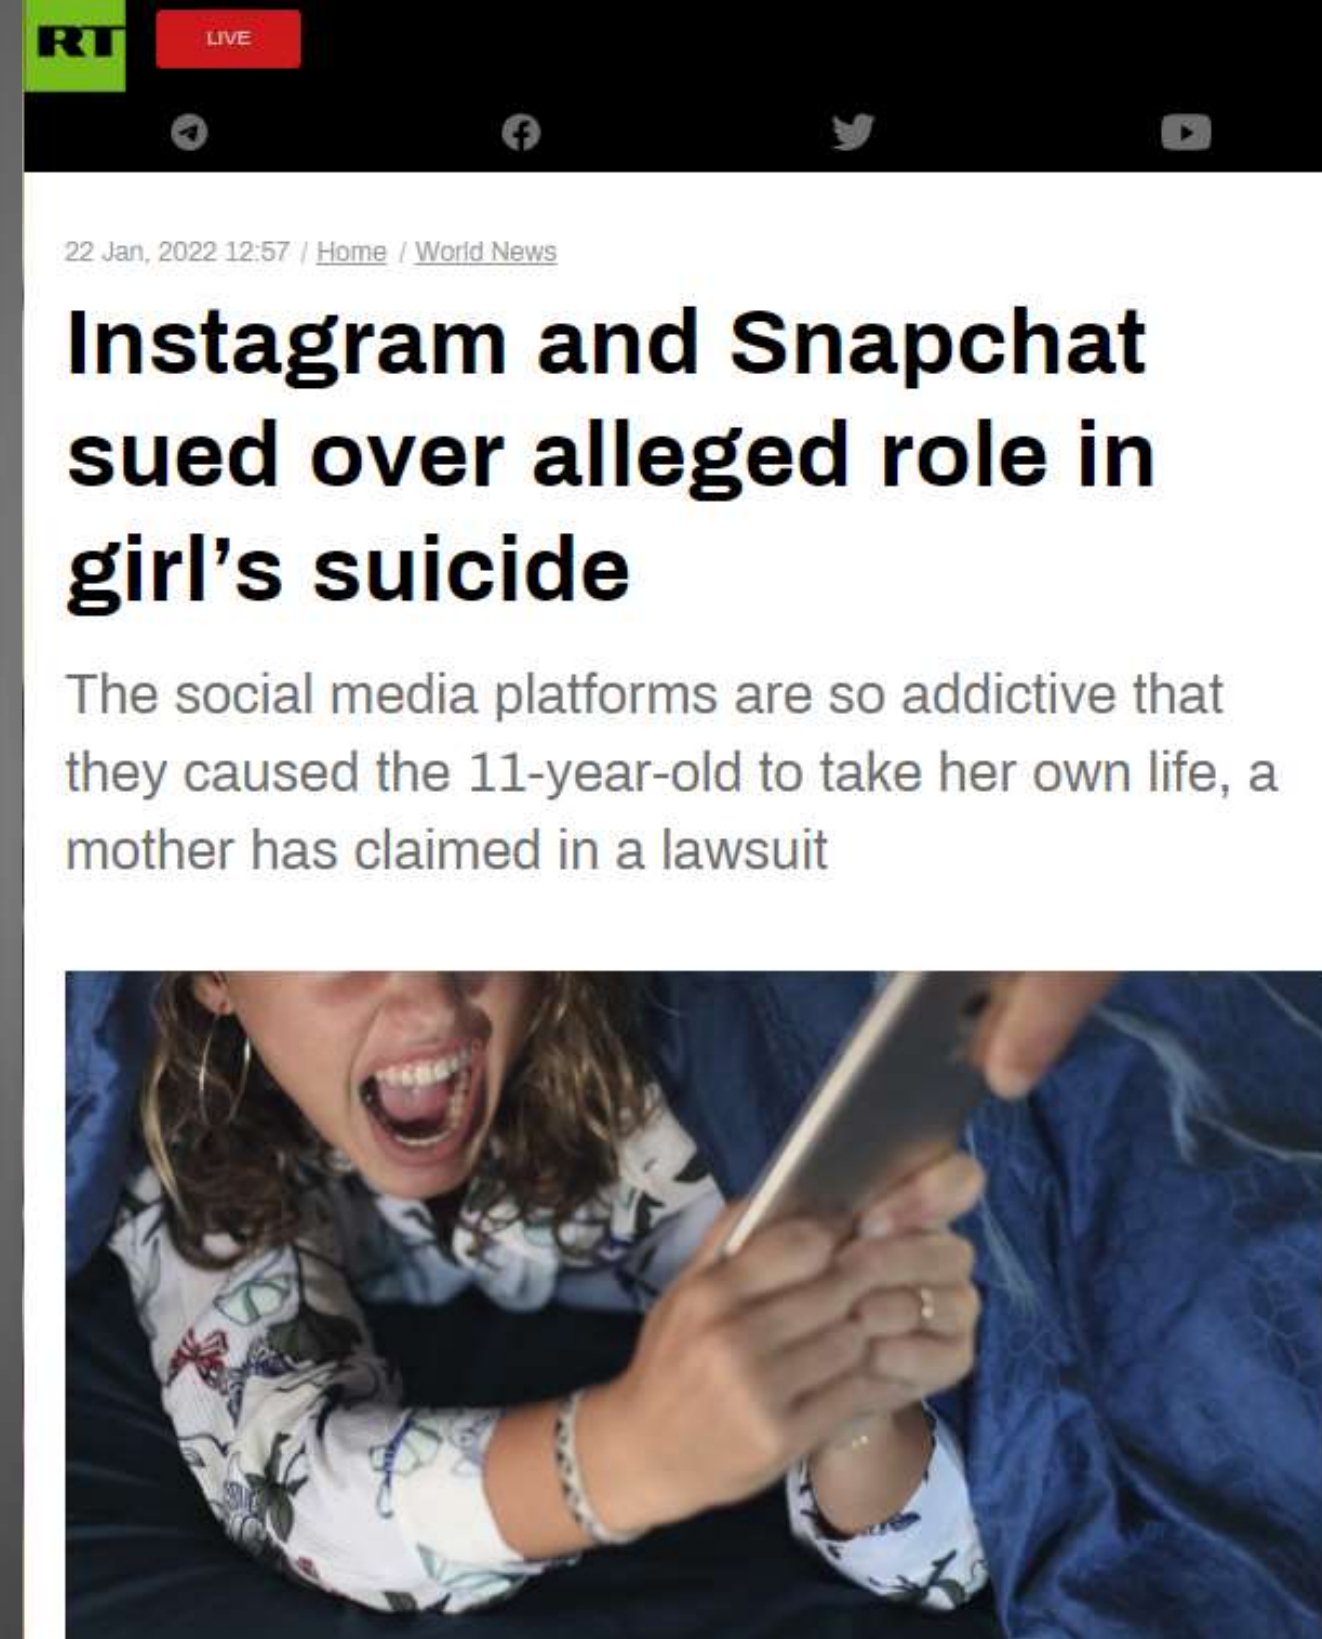 RT
LIVE
22 Jan, 2022 12:57 / Home / World News
Instagram and Snapchat
sued over alleged role in
girl’s suicide
The social media platforms are so addictive that
they caused the 11-year-old to take her own life, a
mother has claimed in a lawsuit